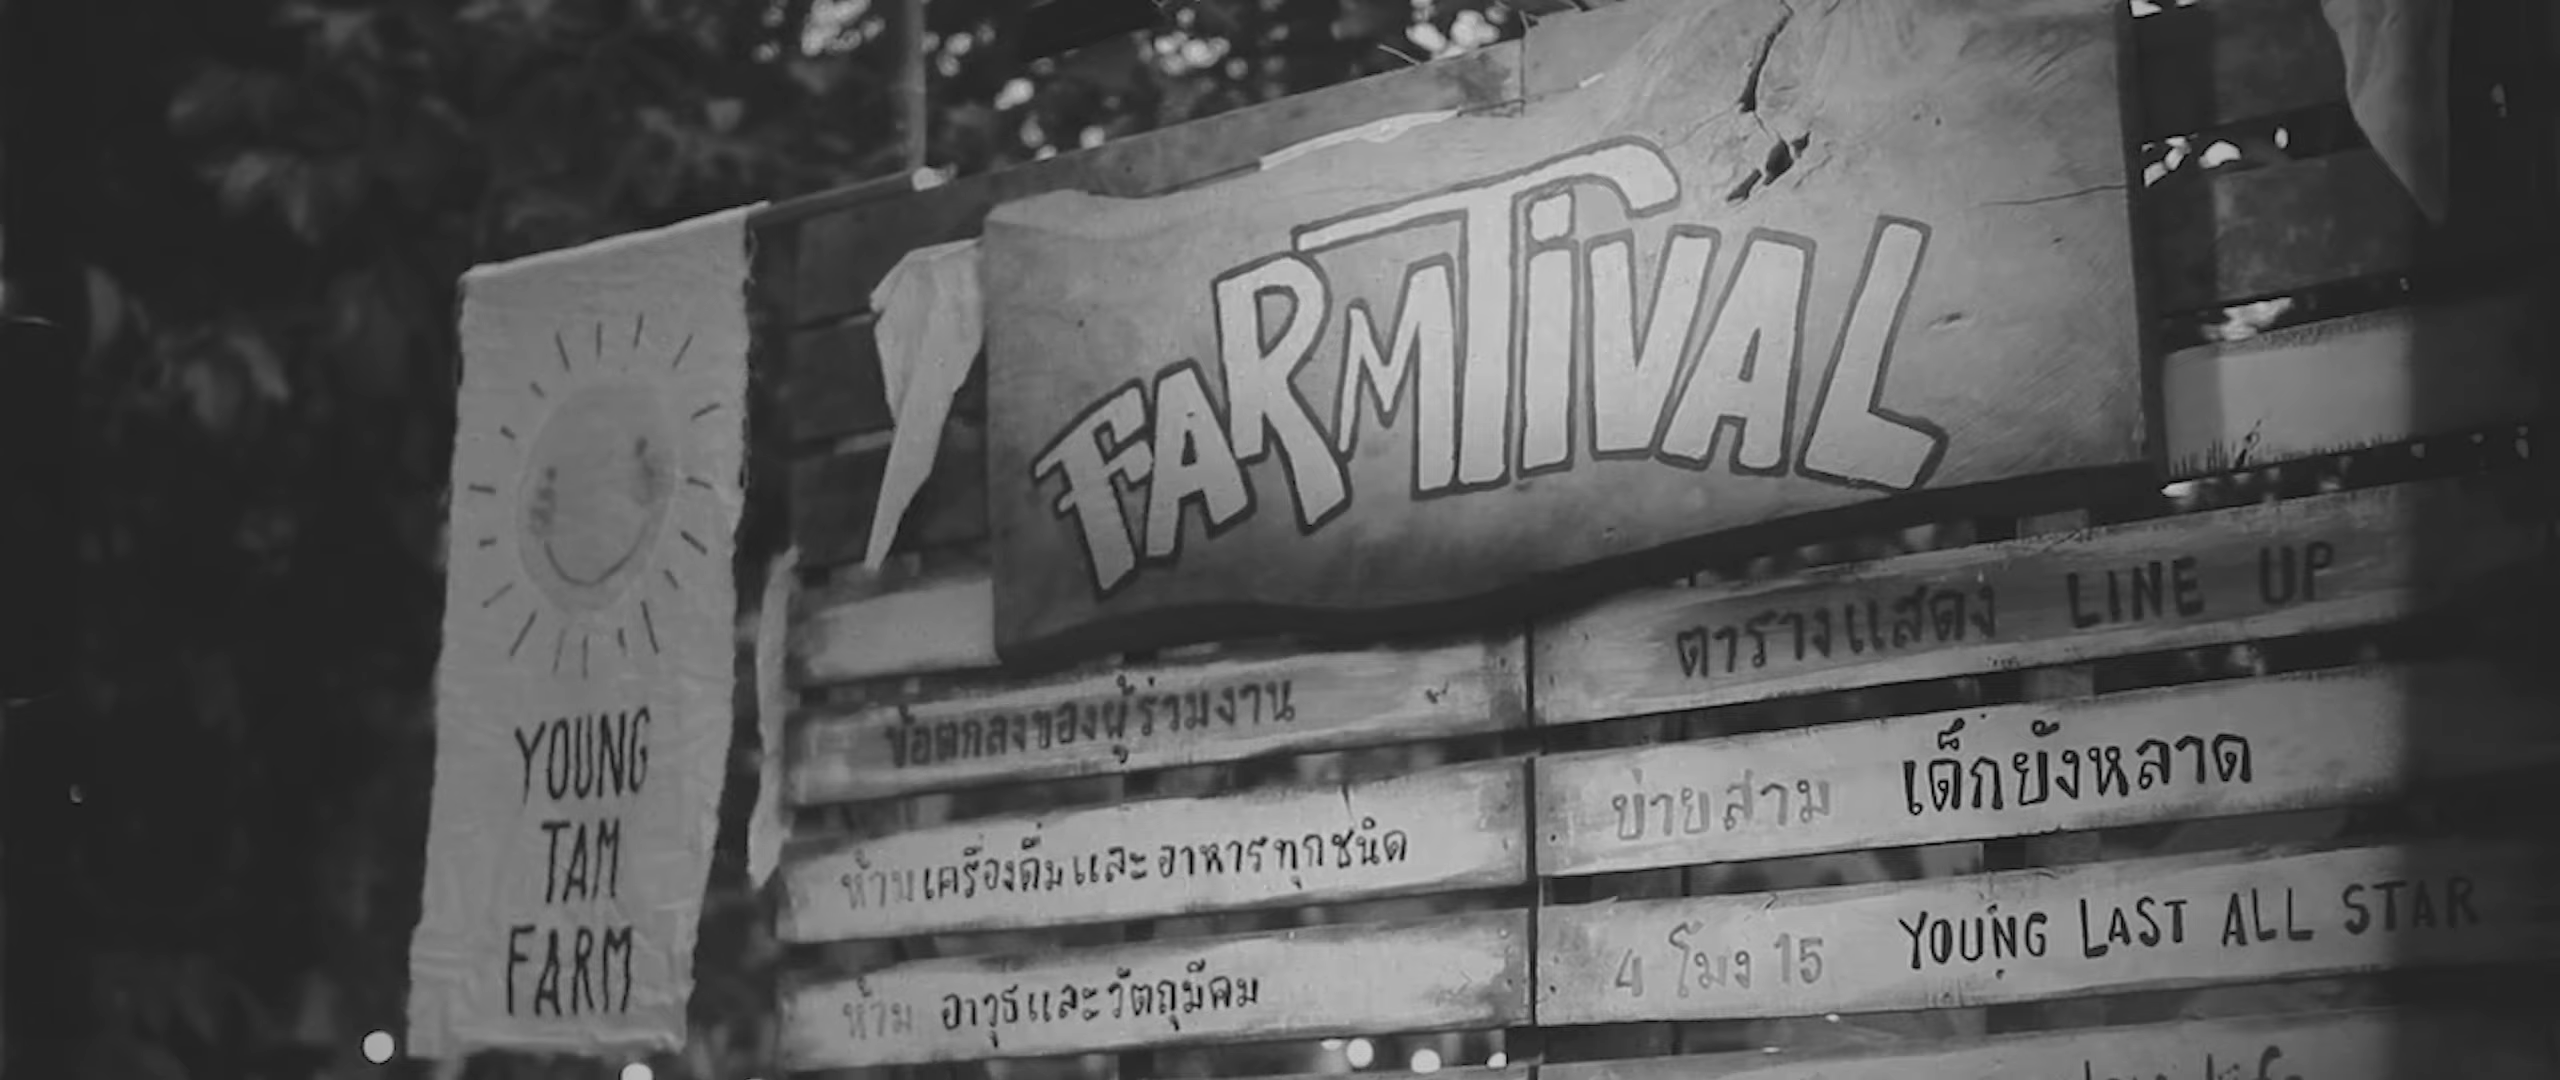 FARMTIVAL
YOUNG
TAM
FARM
ข้อตกลงของผู้ร่วมงาน
ห้ามเครื่องดื่มและอาหารทุกชนิด
ห้าม อาวุธและวัตถุมีคม
ตารางแสดง LINE UP
บ่ายสาม เด็กยังหลาด
4 โมง 15 YOUNG LAST ALL STAR